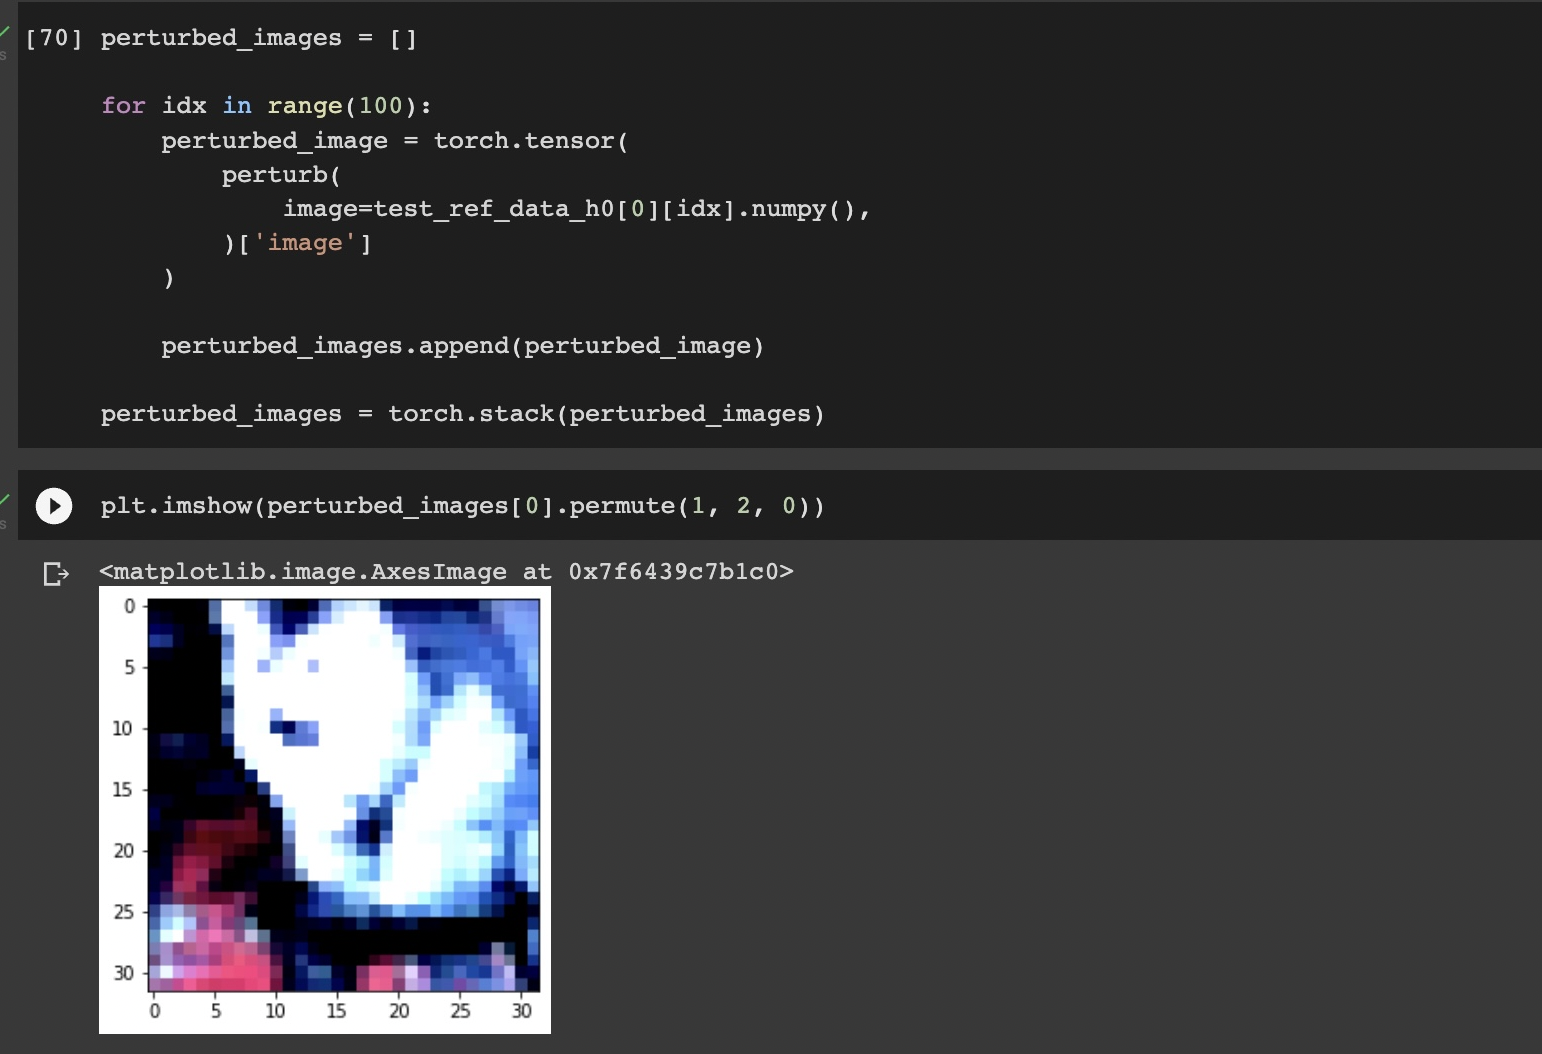 [70] perturbed_images = []
for idx in range(100):
perturbed_image = torch.tensor(
perturb(
image=test_ref_data_h0[0][idx].numpy(),
)['image']
)
perturbed_images.append(perturbed_image)
perturbed_images = torch.stack(perturbed_images)
s
plt.imshow(perturbed_images[0].permute(1, 2, 0))
s
<matplotlib.image.AxesImage at 0x7f6439c7b1c0>
0
5
10
15
20
25
30
0 5 10 15 20 25 30